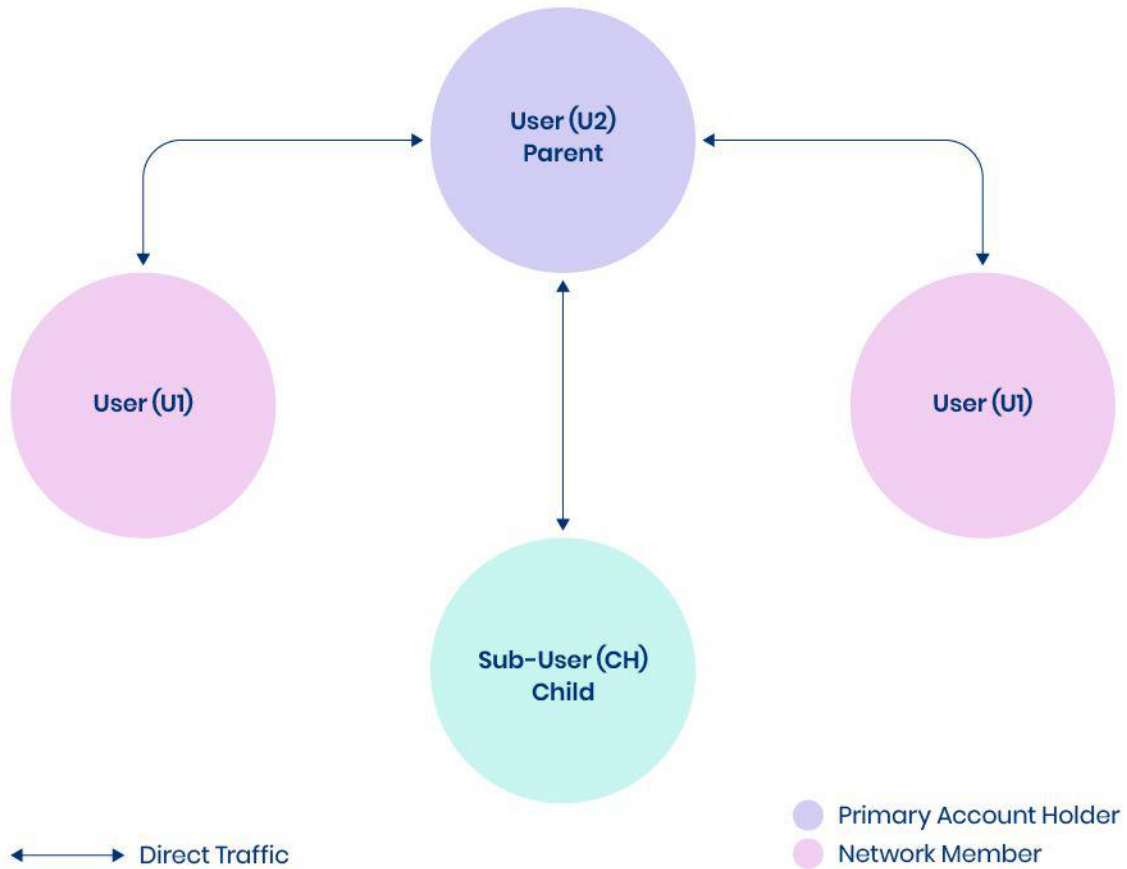 User (U2)
Parent
User (U1)
User (U1)
Sub-User (CH)
Child
Direct Traffic
Primary Account Holder
Network Member